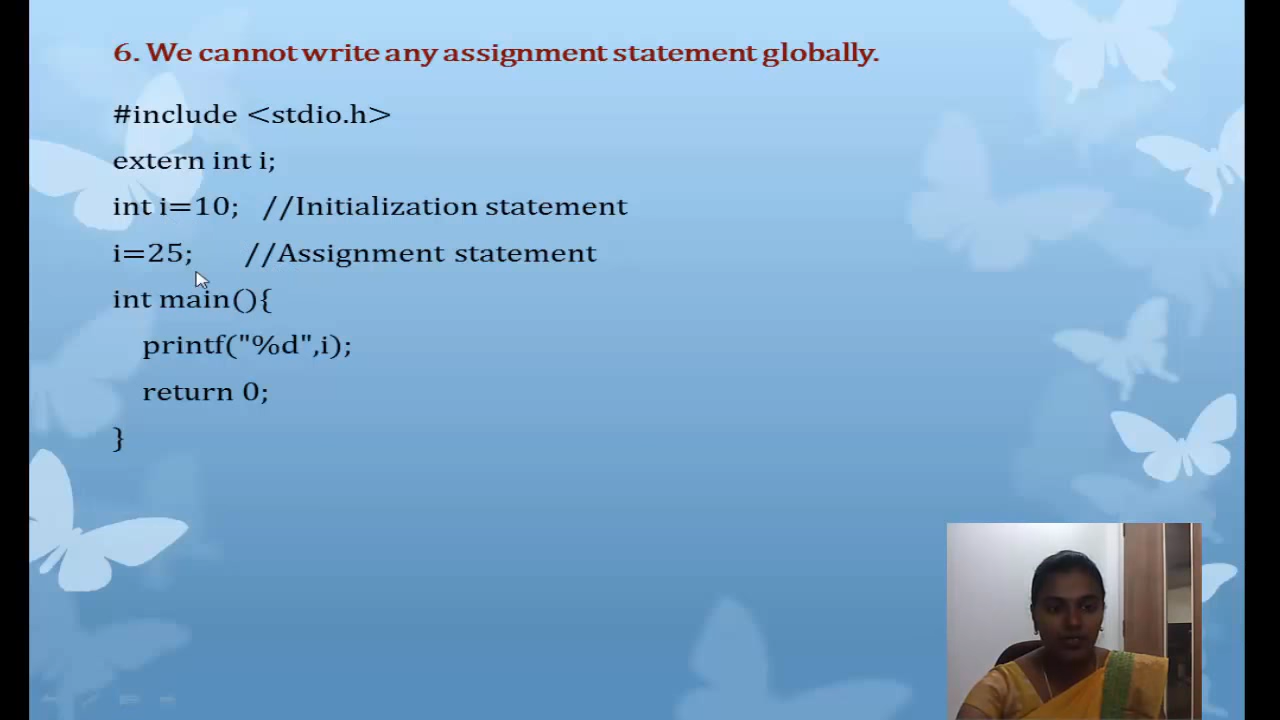 6. We cannot write any assignment statement globally.
#include <stdio.h>
extern int i;
int i=10; //Initialization statement
i=25; //Assignment statement
int main(){
printf("%d",i);
return 0;
}